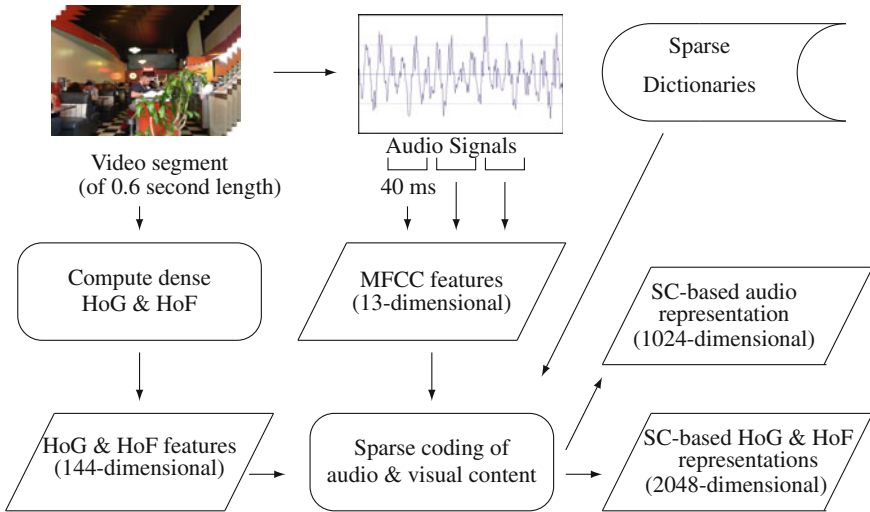 Sparse
Dictionaries
Audio Signals
Video segment
(of 0.6 second length)
40 ms
Compute dense
HoG & HoF
MFCC features
(13-dimensional)
SC-based audio
representation
(1024-dimensional)
HoG & HoF features
(144-dimensional)
Sparse coding of
audio & visual content
SC-based HoG & HoF
representations
(2048-dimensional)